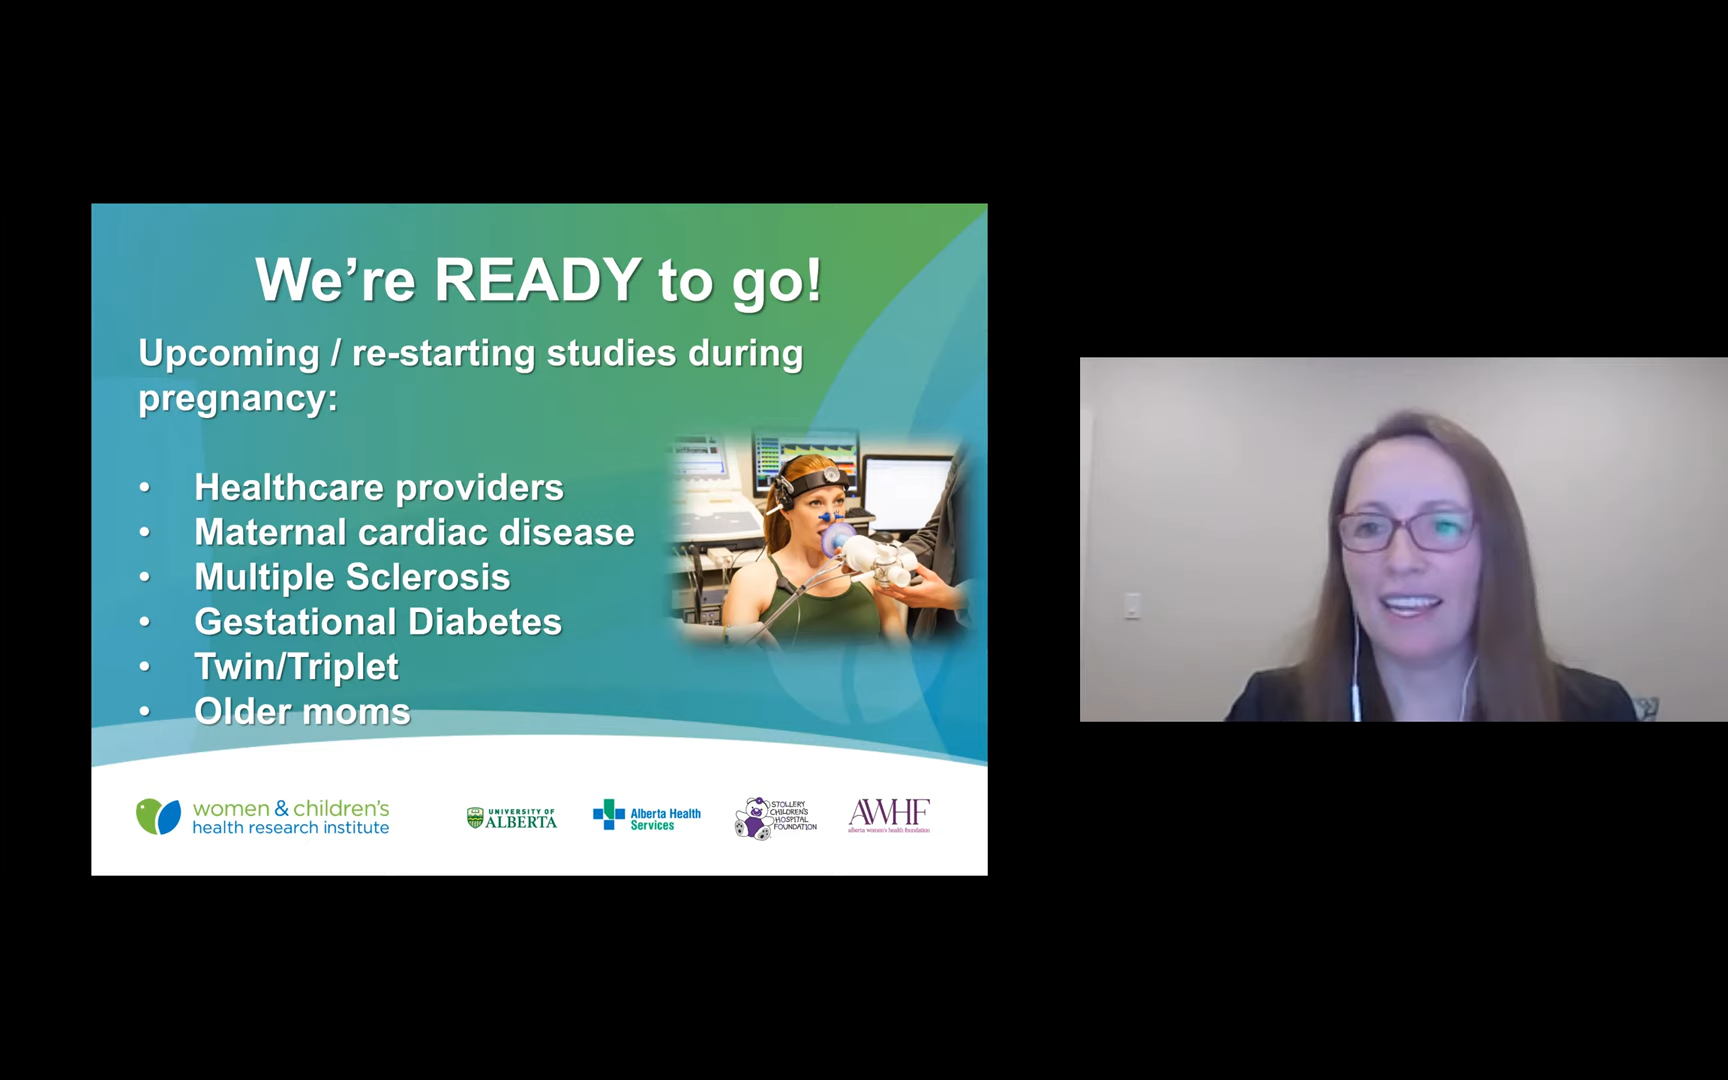 We’re READY to go!
Upcoming / re-starting studies during
pregnancy:
• Healthcare providers
• Maternal cardiac disease
• Multiple Sclerosis
• Gestational Diabetes
• Twin/Triplet
• Older moms
women & children's
health research institute
UNIVERSITY OF
ALBERTA
Alberta Health
Services
STOLLERY
CHILDREN'S
HOSPITAL
FOUNDATION
AWHF
alberta women's health foundation